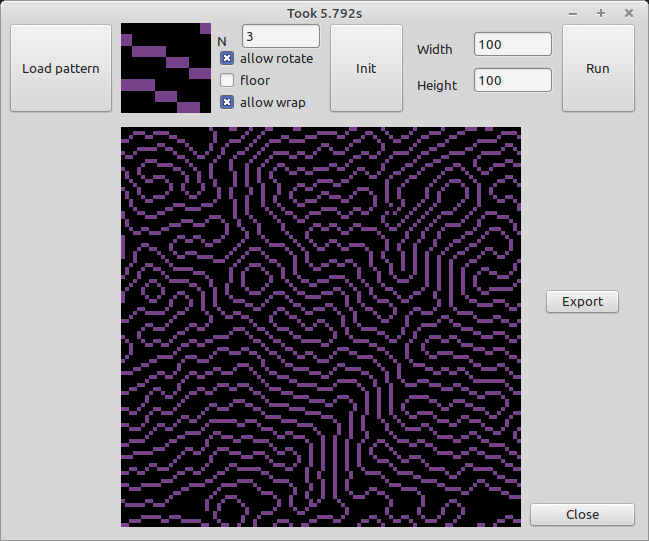 Took 5.792s
Load pattern
N
3
allow rotate
floor
allow wrap
Init
Width
100
Height
100
Run
Export
Close